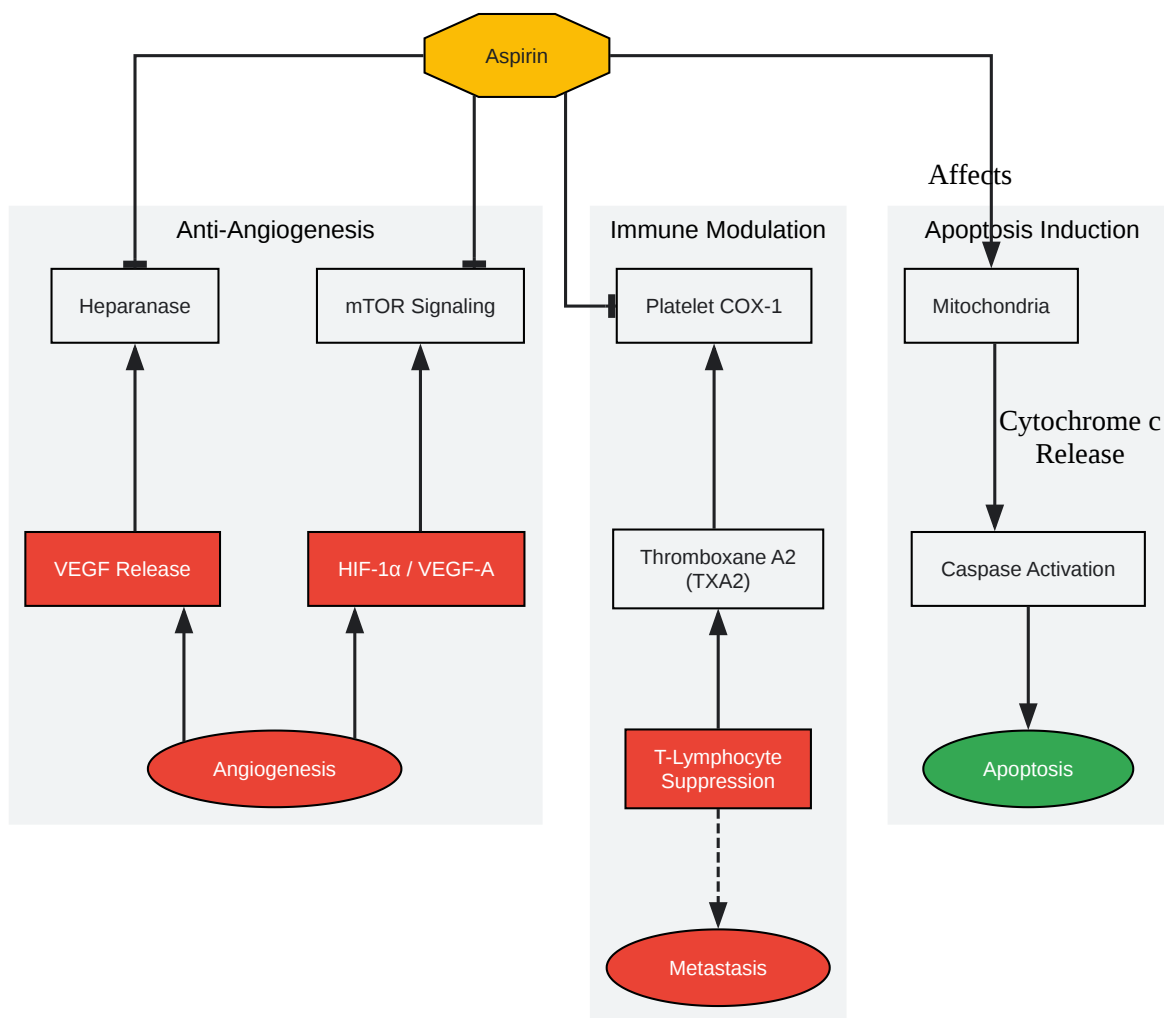 Aspirin
Affects
Anti-Angiogenesis
Immune Modulation
Apoptosis Induction
Heparanase
mTOR Signaling
Platelet COX-1
Mitochondria
Cytochrome c
Release
VEGF Release
HIF-1α / VEGF-A
Thromboxane A2
(TXA2)
Caspase Activation
Angiogenesis
T-Lymphocyte
Suppression
Apoptosis
Metastasis